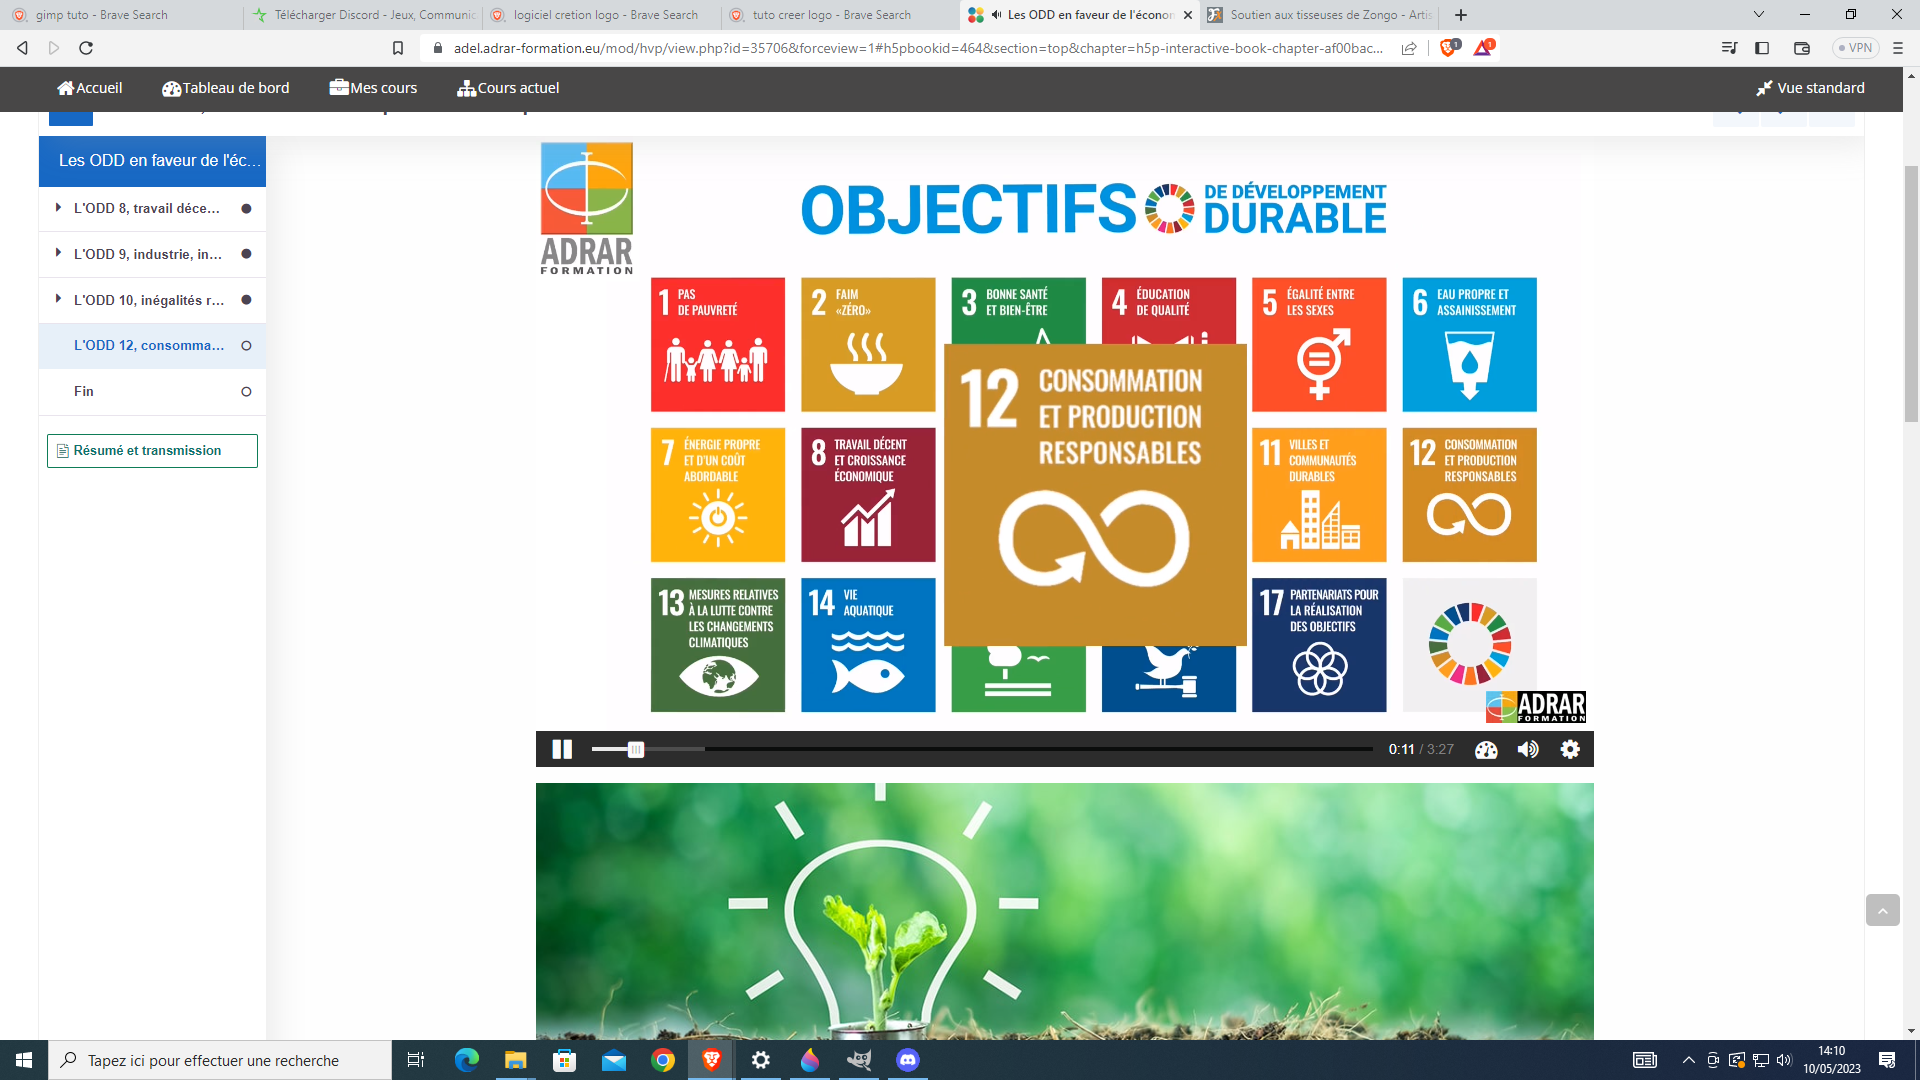 gimp tuto - Brave Search
Télécharger Discord - Jeux, Communic
logiciel cretion logo - Brave Search
tuto creer logo - Brave Search
Les ODD en faveur de l'éconon
Soutien aux tisseuses de Zongo - Artis
adel.adrar-formation.eu/mod/hvp/view.php?id=35706&forceview=1#h5pbookid=464&section=top&chapter=h5p-interactive-book-chapter-af00bac...
1
1
VPN
Accueil
Tableau de bord
Mes cours
Cours actuel
Vue standard
Les ODD en faveur de l'éc...
L'ODD 8, travail déce...
L'ODD 9, industrie, in...
L'ODD 10, inégalités r...
L'ODD 12, consomma...
Fin
Résumé et transmission
ADRAR
FORMATION
OBJECTIFS
DE DÉVELOPPEMENT
DURABLE
1 PAS
DE PAUVRETÉ
2 FAIM
«ZÉRO»
3 BONNE SANTÉ
ET BIEN-ÊTRE
4 ÉDUCATION
DE QUALITÉ
5 ÉGALITÉ ENTRE
LES SEXES
6 EAU PROPRE ET
ASSAINISSEMENT
12 CONSOMMATION
ET PRODUCTION
RESPONSABLES
7 ÉNERGIE PROPRE
ET D'UN COÛT
ABORDABLE
8 TRAVAIL DÉCENT
ET CROISSANCE
ÉCONOMIQUE
11 VILLES ET
COMMUNAUTÉS
DURABLES
12 CONSOMMATION
ET PRODUCTION
RESPONSABLES
13 MESURES RELATIVES
À LA LUTTE CONTRE
LES CHANGEMENTS
CLIMATIQUES
14 VIE
AQUATIQUE
17 PARTENARIATS POUR
LA RÉALISATION
DES OBJECTIFS
ADRAR
FORMATION
0:11 / 3:27
Tapez ici pour effectuer une recherche
14:10
10/05/2023